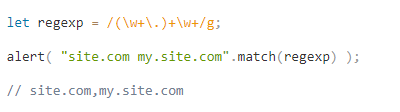 let regexp = /(\w+\.)+\w+/g;
alert( "site.com my.site.com".match(regexp) );
// site.com,my.site.com